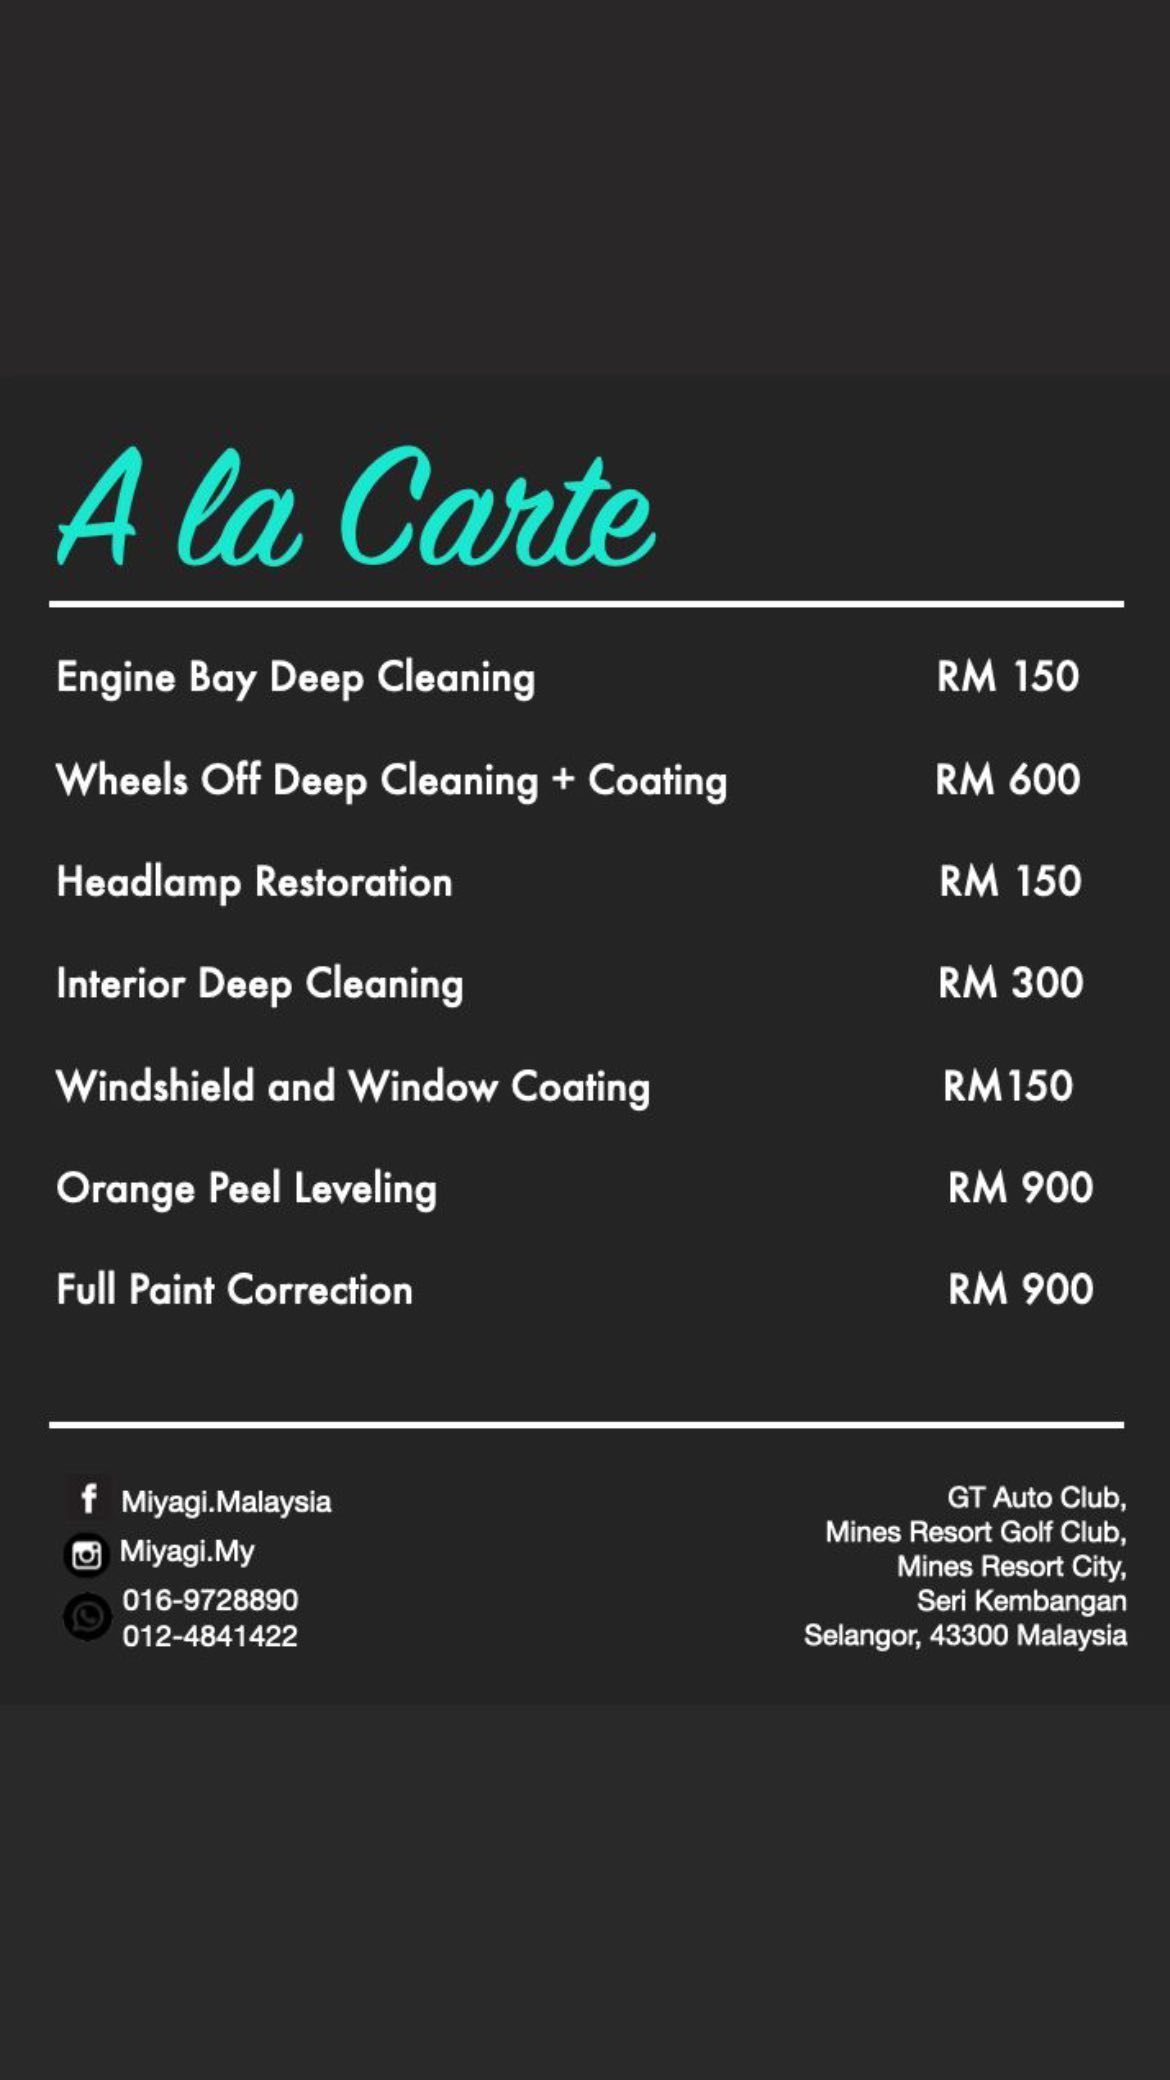 A la Carte
Engine Bay Deep Cleaning RM 150
Wheels Off Deep Cleaning + Coating RM 600
Headlamp Restoration RM 150
Interior Deep Cleaning RM 300
Windshield and Window Coating RM150
Orange Peel Leveling RM 900
Full Paint Correction RM 900
Miyagi.Malaysia
Miyagi.My
016-9728890
012-4841422
GT Auto Club,
Mines Resort Golf Club,
Mines Resort City,
Seri Kembangan
Selangor, 43300 Malaysia